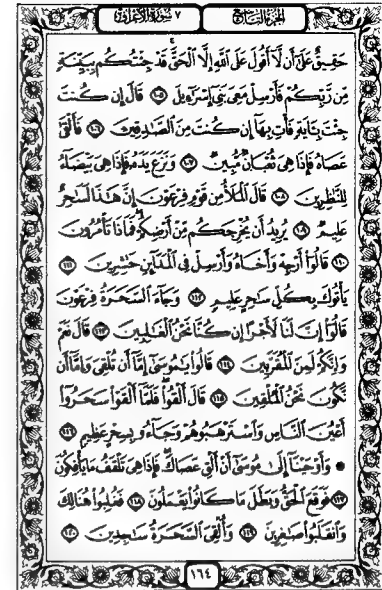 الجزء التاسع
٧ سورة الأعراف
حَقِيقٌ عَلَىٰٓ أَن لَّآ أَقُولَ عَلَى ٱللَّهِ إِلَّا ٱلْحَقَّ قَدْ جِئْتُكُم بِبَيِّنَةٍ
مِّن رَّبِّكُمْ فَأَرْسِلْ مَعِىَ بَنِىٓ إِسْرَٰٓءِيلَ ١٠٥ قَالَ إِن كُنتَ
جِئْتَ بِـَٔايَةٍ فَأْتِ بِهَآ إِن كُنتَ مِنَ ٱلصَّـٰدِقِينَ ١٠٦ فَأَلْقَىٰ
عَصَاهُ فَإِذَا هِىَ ثُعْبَانٌ مُّبِينٌ ١٠٧ وَنَزَعَ يَدَهُۥ فَإِذَا هِىَ بَيْضَآءُ
لِلنَّـٰظِرِينَ ١٠٨ قَالَ ٱلْمَلَأُ مِن قَوْمِ فِرْعَوْنَ إِنَّ هَـٰذَا لَسَـٰحِرٌ
عَلِيمٌ ١٠٩ يُرِيدُ أَن يُخْرِجَكُم مِّنْ أَرْضِكُمْ فَمَاذَا تَأْمُرُونَ
١١٠ قَالُوٓا۟ أَرْجِهْ وَأَخَاهُ وَأَرْسِلْ فِى ٱلْمَدَآئِنِ حَـٰشِرِينَ ١١١
يَأْتُوكَ بِكُلِّ سَـٰحِرٍ عَلِيمٍ ١١٢ وَجَآءَ ٱلسَّحَرَةُ فِرْعَوْنَ
قَالُوٓا۟ إِنَّ لَنَا لَأَجْرًا إِن كُنَّا نَحْنُ ٱلْغَـٰلِبِينَ ١١٣ قَالَ نَعَمْ
وَإِنَّكُمْ لَمِنَ ٱلْمُقَرَّبِينَ ١١٤ قَالُوا۟ يَـٰمُوسَىٰٓ إِمَّآ أَن تُلْقِىَ وَإِمَّآ أَن
نَّكُونَ نَحْنُ ٱلْمُلْقِينَ ١١٥ قَالَ أَلْقُوا۟ فَلَمَّآ أَلْقَوْا۟ سَحَرُوٓا۟
أَعْيُنَ ٱلنَّاسِ وَٱسْتَرْهَبُوهُمْ وَجَآءُو بِسِحْرٍ عَظِيمٍ ١١٦
۞ وَأَوْحَيْنَآ إِلَىٰ مُوسَىٰٓ أَنْ أَلْقِ عَصَاكَ فَإِذَا هِىَ تَلْقَفُ مَا يَأْفِكُونَ
١١٧ فَوَقَعَ ٱلْحَقُّ وَبَطَلَ مَا كَانُوا۟ يَعْمَلُونَ ١١٨ فَغُلِبُوا۟ هُنَالِكَ
وَٱنقَلَبُوا۟ صَـٰغِرِينَ ١١٩ وَأُلْقِىَ ٱلسَّحَرَةُ سَـٰجِدِينَ ١٢٠
١٦٤